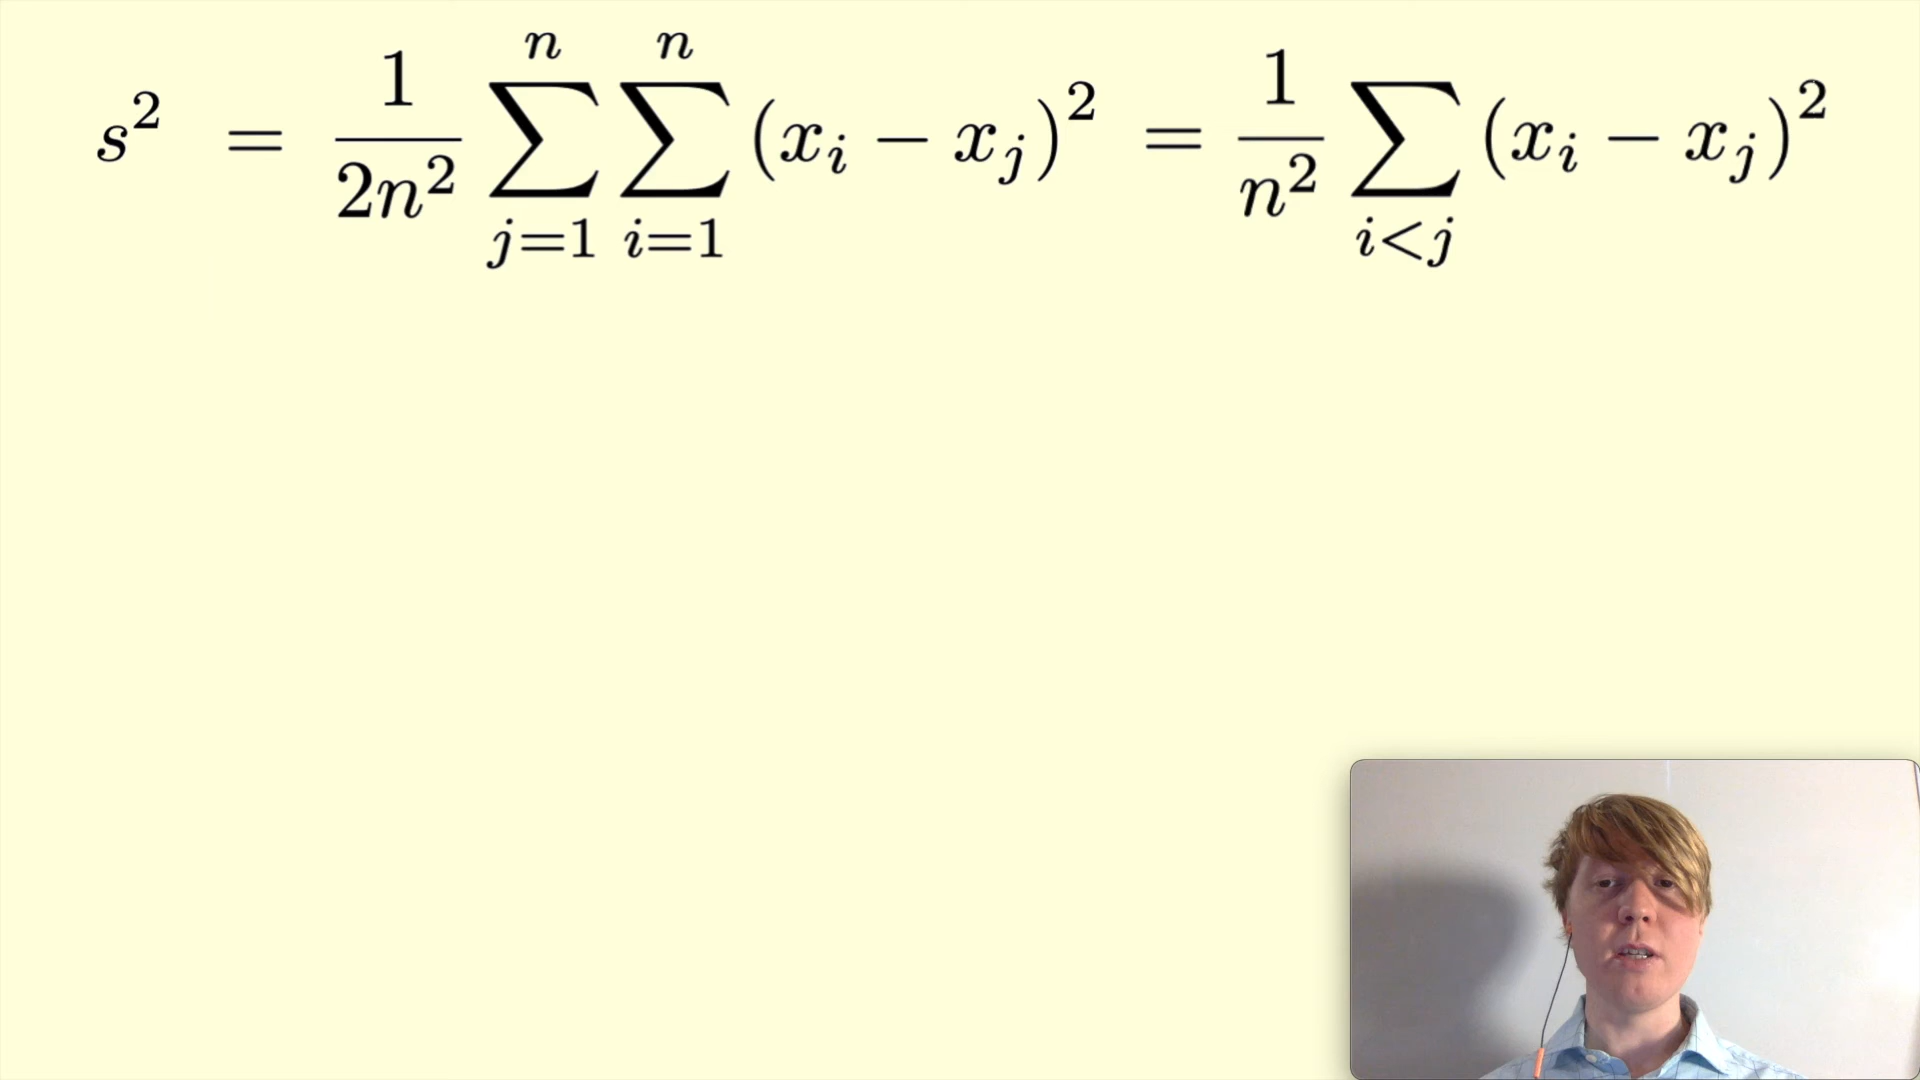 $s^2 = \frac{1}{2n^2} \sum_{j=1}^{n} \sum_{i=1}^{n} (x_i - x_j)^2 = \frac{1}{n^2} \sum_{i<j} (x_i - x_j)^2$